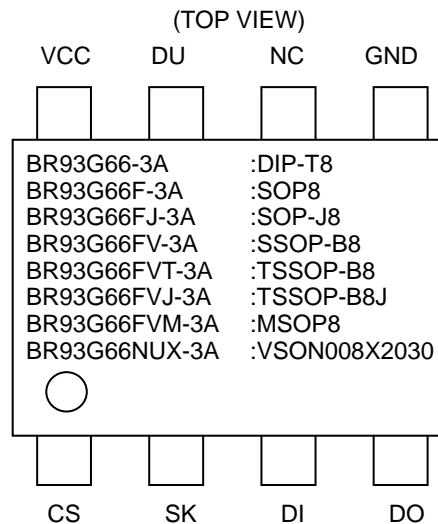 (TOP VIEW)
VCC DU NC GND
BR93G66-3A :DIP-T8
BR93G66F-3A :SOP8
BR93G66FJ-3A :SOP-J8
BR93G66FV-3A :SSOP-B8
BR93G66FVT-3A :TSSOP-B8
BR93G66FVJ-3A :TSSOP-B8J
BR93G66FVM-3A :MSOP8
BR93G66NUX-3A :VSON008X2030
CS SK DI DO